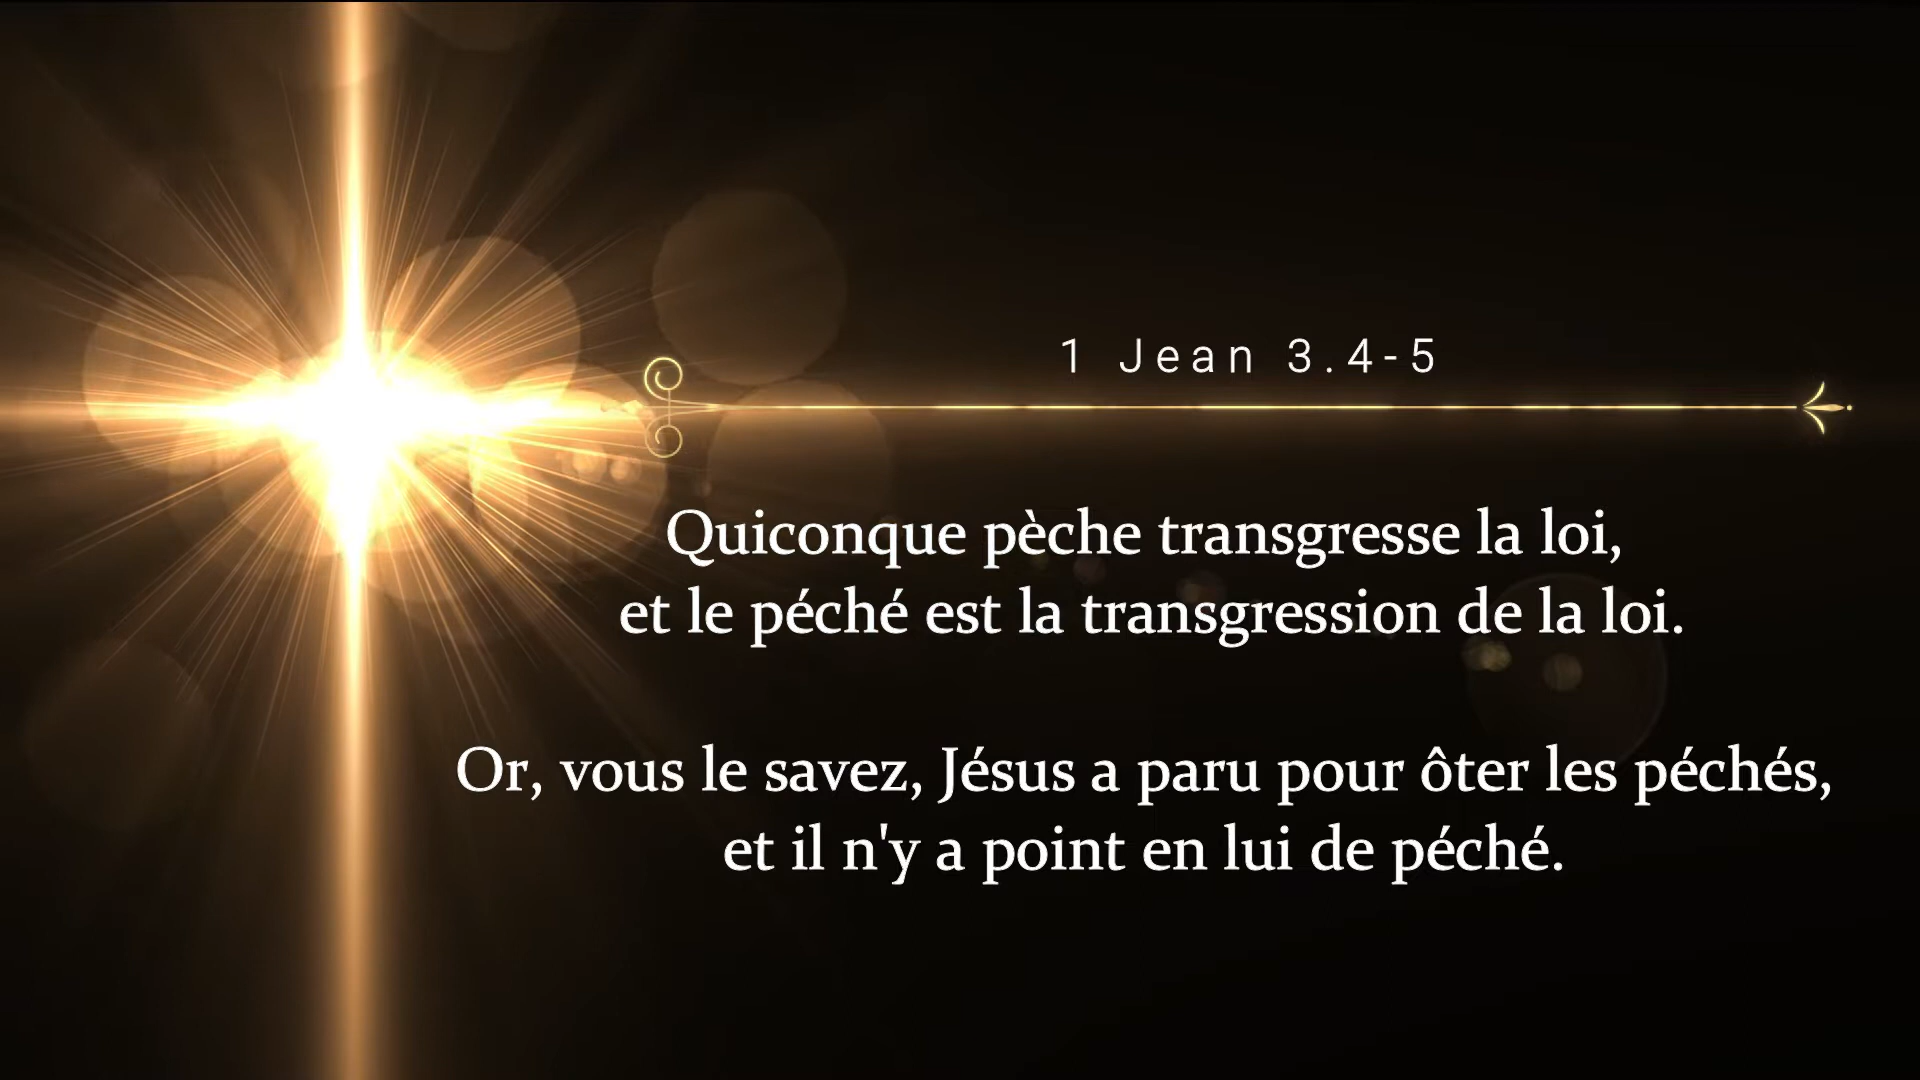 1 Jean 3.4-5
Quiconque pèche transgresse la loi,
et le péché est la transgression de la loi.
Or, vous le savez, Jésus a paru pour ôter les péchés,
et il n'y a point en lui de péché.